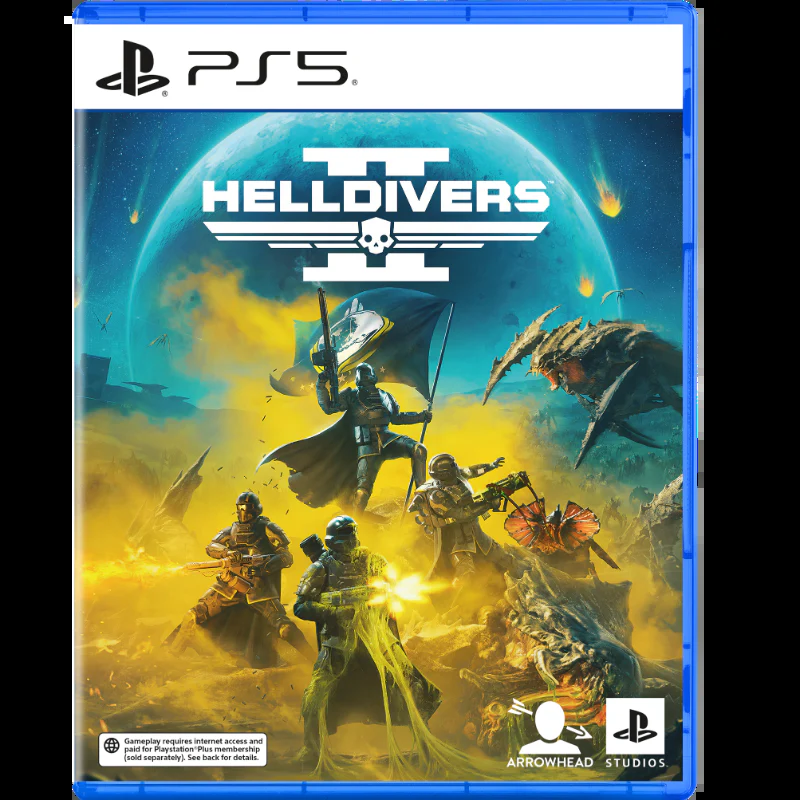 PS5
HELLDIVERS™
II
Gameplay requires internet access and
paid for Playstation®Plus membership
(sold separately). See back for details.
ARROWHEAD
STUDIOS